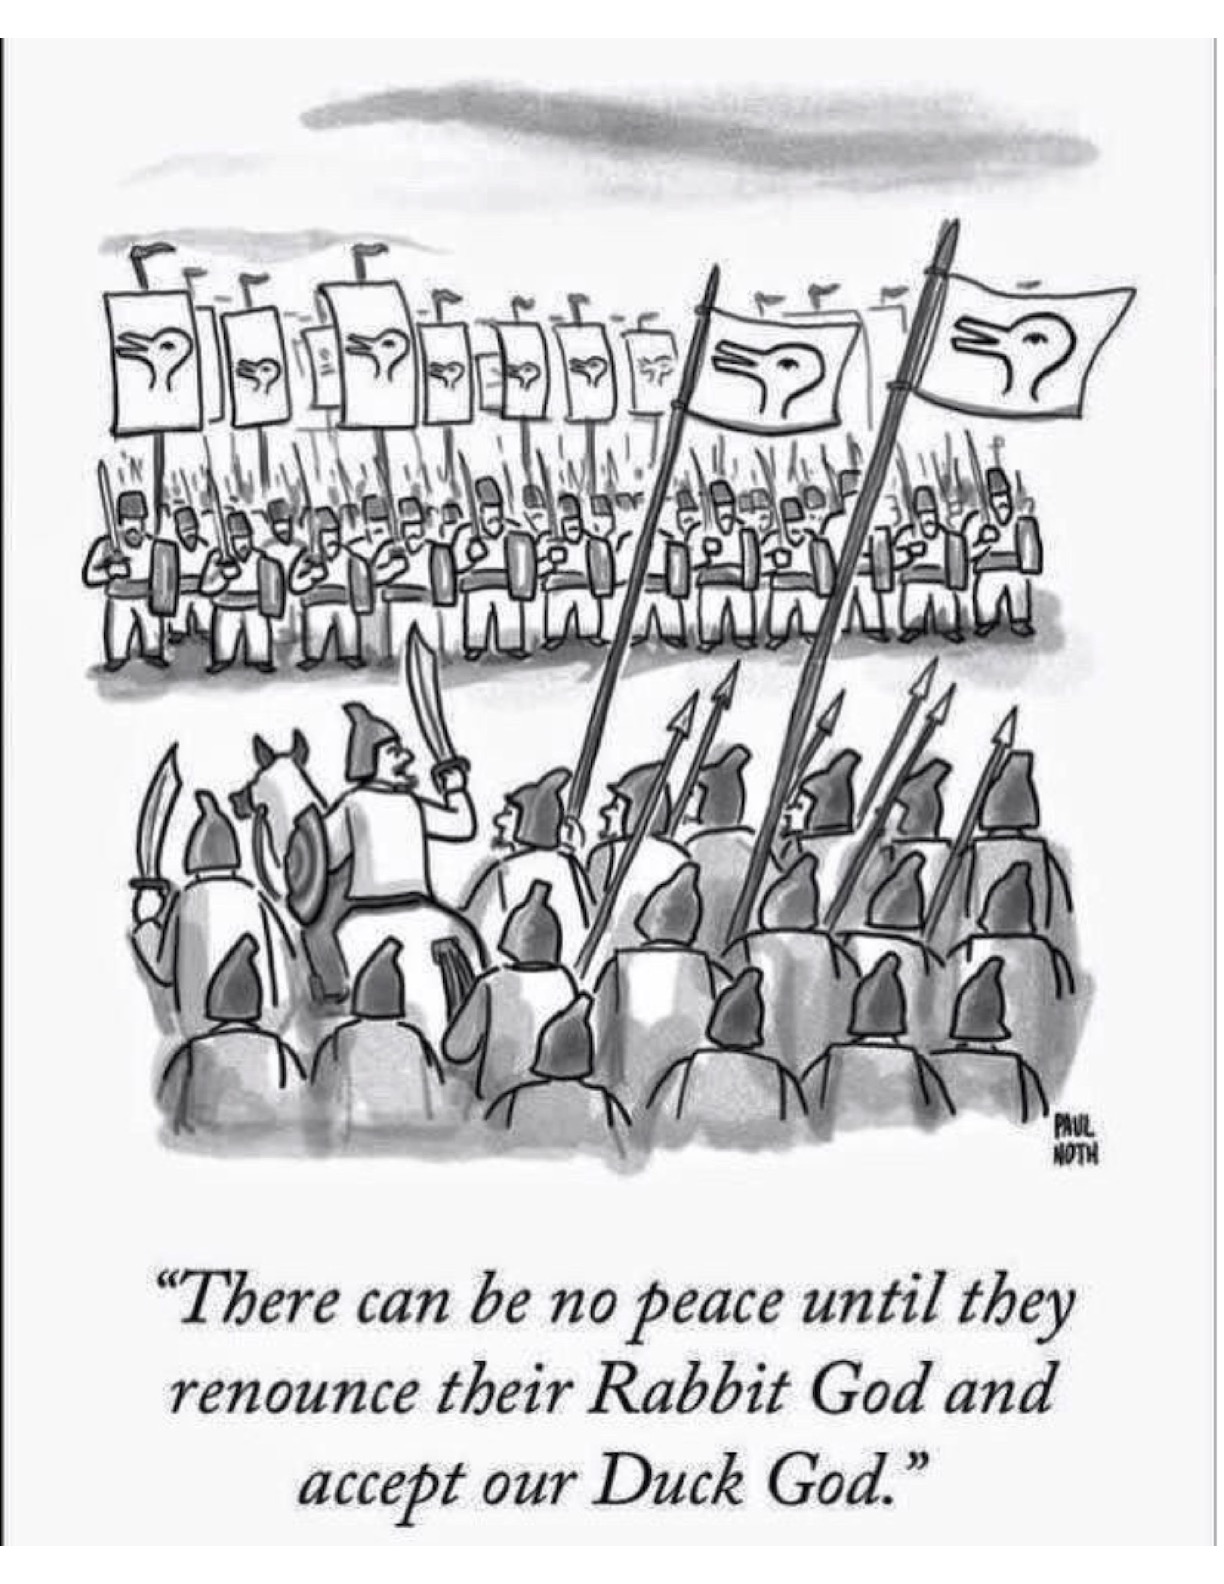 PAUL
NOTH
“There can be no peace until they
renounce their Rabbit God and
accept our Duck God.”